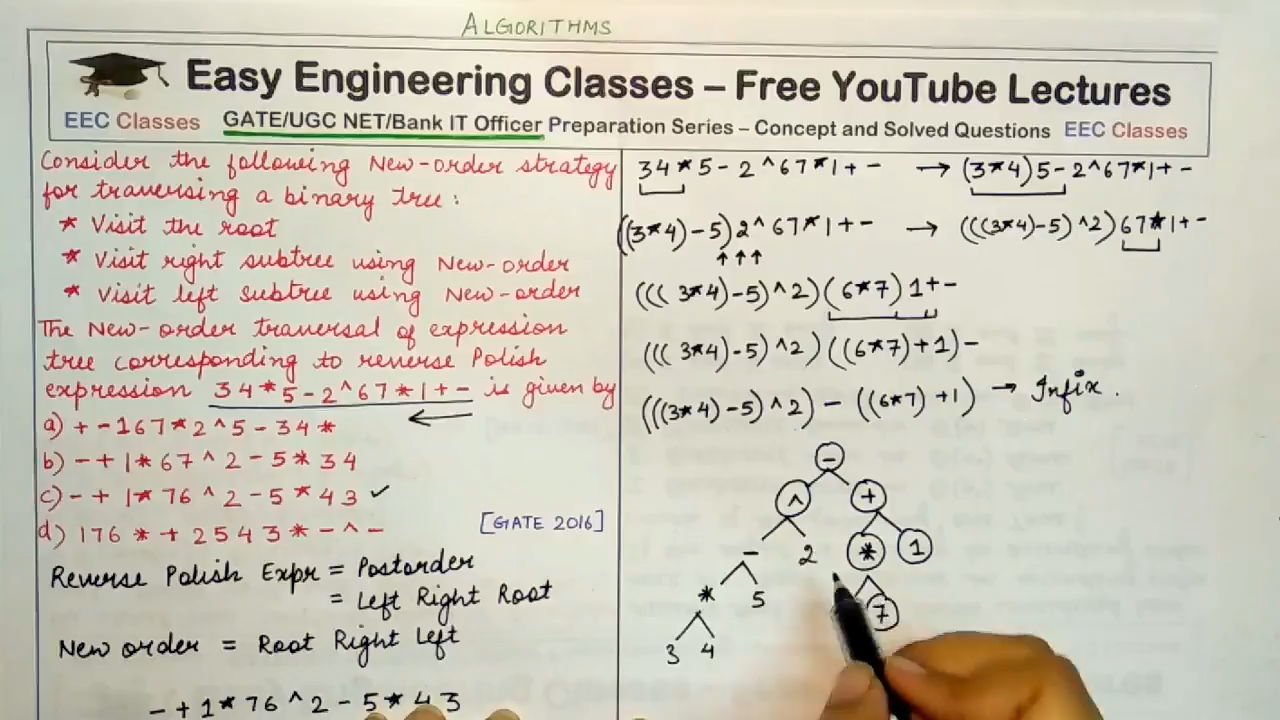 ALGORITHMS
Easy Engineering Classes – Free YouTube Lectures
EEC Classes GATE/UGC NET/Bank IT Officer Preparation Series – Concept and Solved Questions EEC Classes
Consider the following New-order strategy
for traversing a binary tree:
* Visit the root
* Visit right subtree using New-order
* Visit left subtree using New-order
The New-order traversal of expression
tree corresponding to reverse Polish
expression 34*5-2^67*1+- is given by
a) +-167*2^5-34*
b) -+1*67^2-5*34
c) -+1*76^2-5*43 ✓
d) 176*+2543*-^-
[GATE 2016]
Reverse Polish Expr = Postorder
= Left Right Root
New order = Root Right Left
-+1*76^2-5*43
34*5-2^67*1+- → (3*4)5-2^67*1+-
((3*4)-5)2^67*1+- → (((3*4)-5)^2)67*1+-
(((3*4)-5)^2)(6*7)1+-
(((3*4)-5)^2)((6*7)+1)-
(((3*4)-5)^2)-((6*7)+1) → Infix.
-
^ +
- 2 * 1
* 5 7
3 4